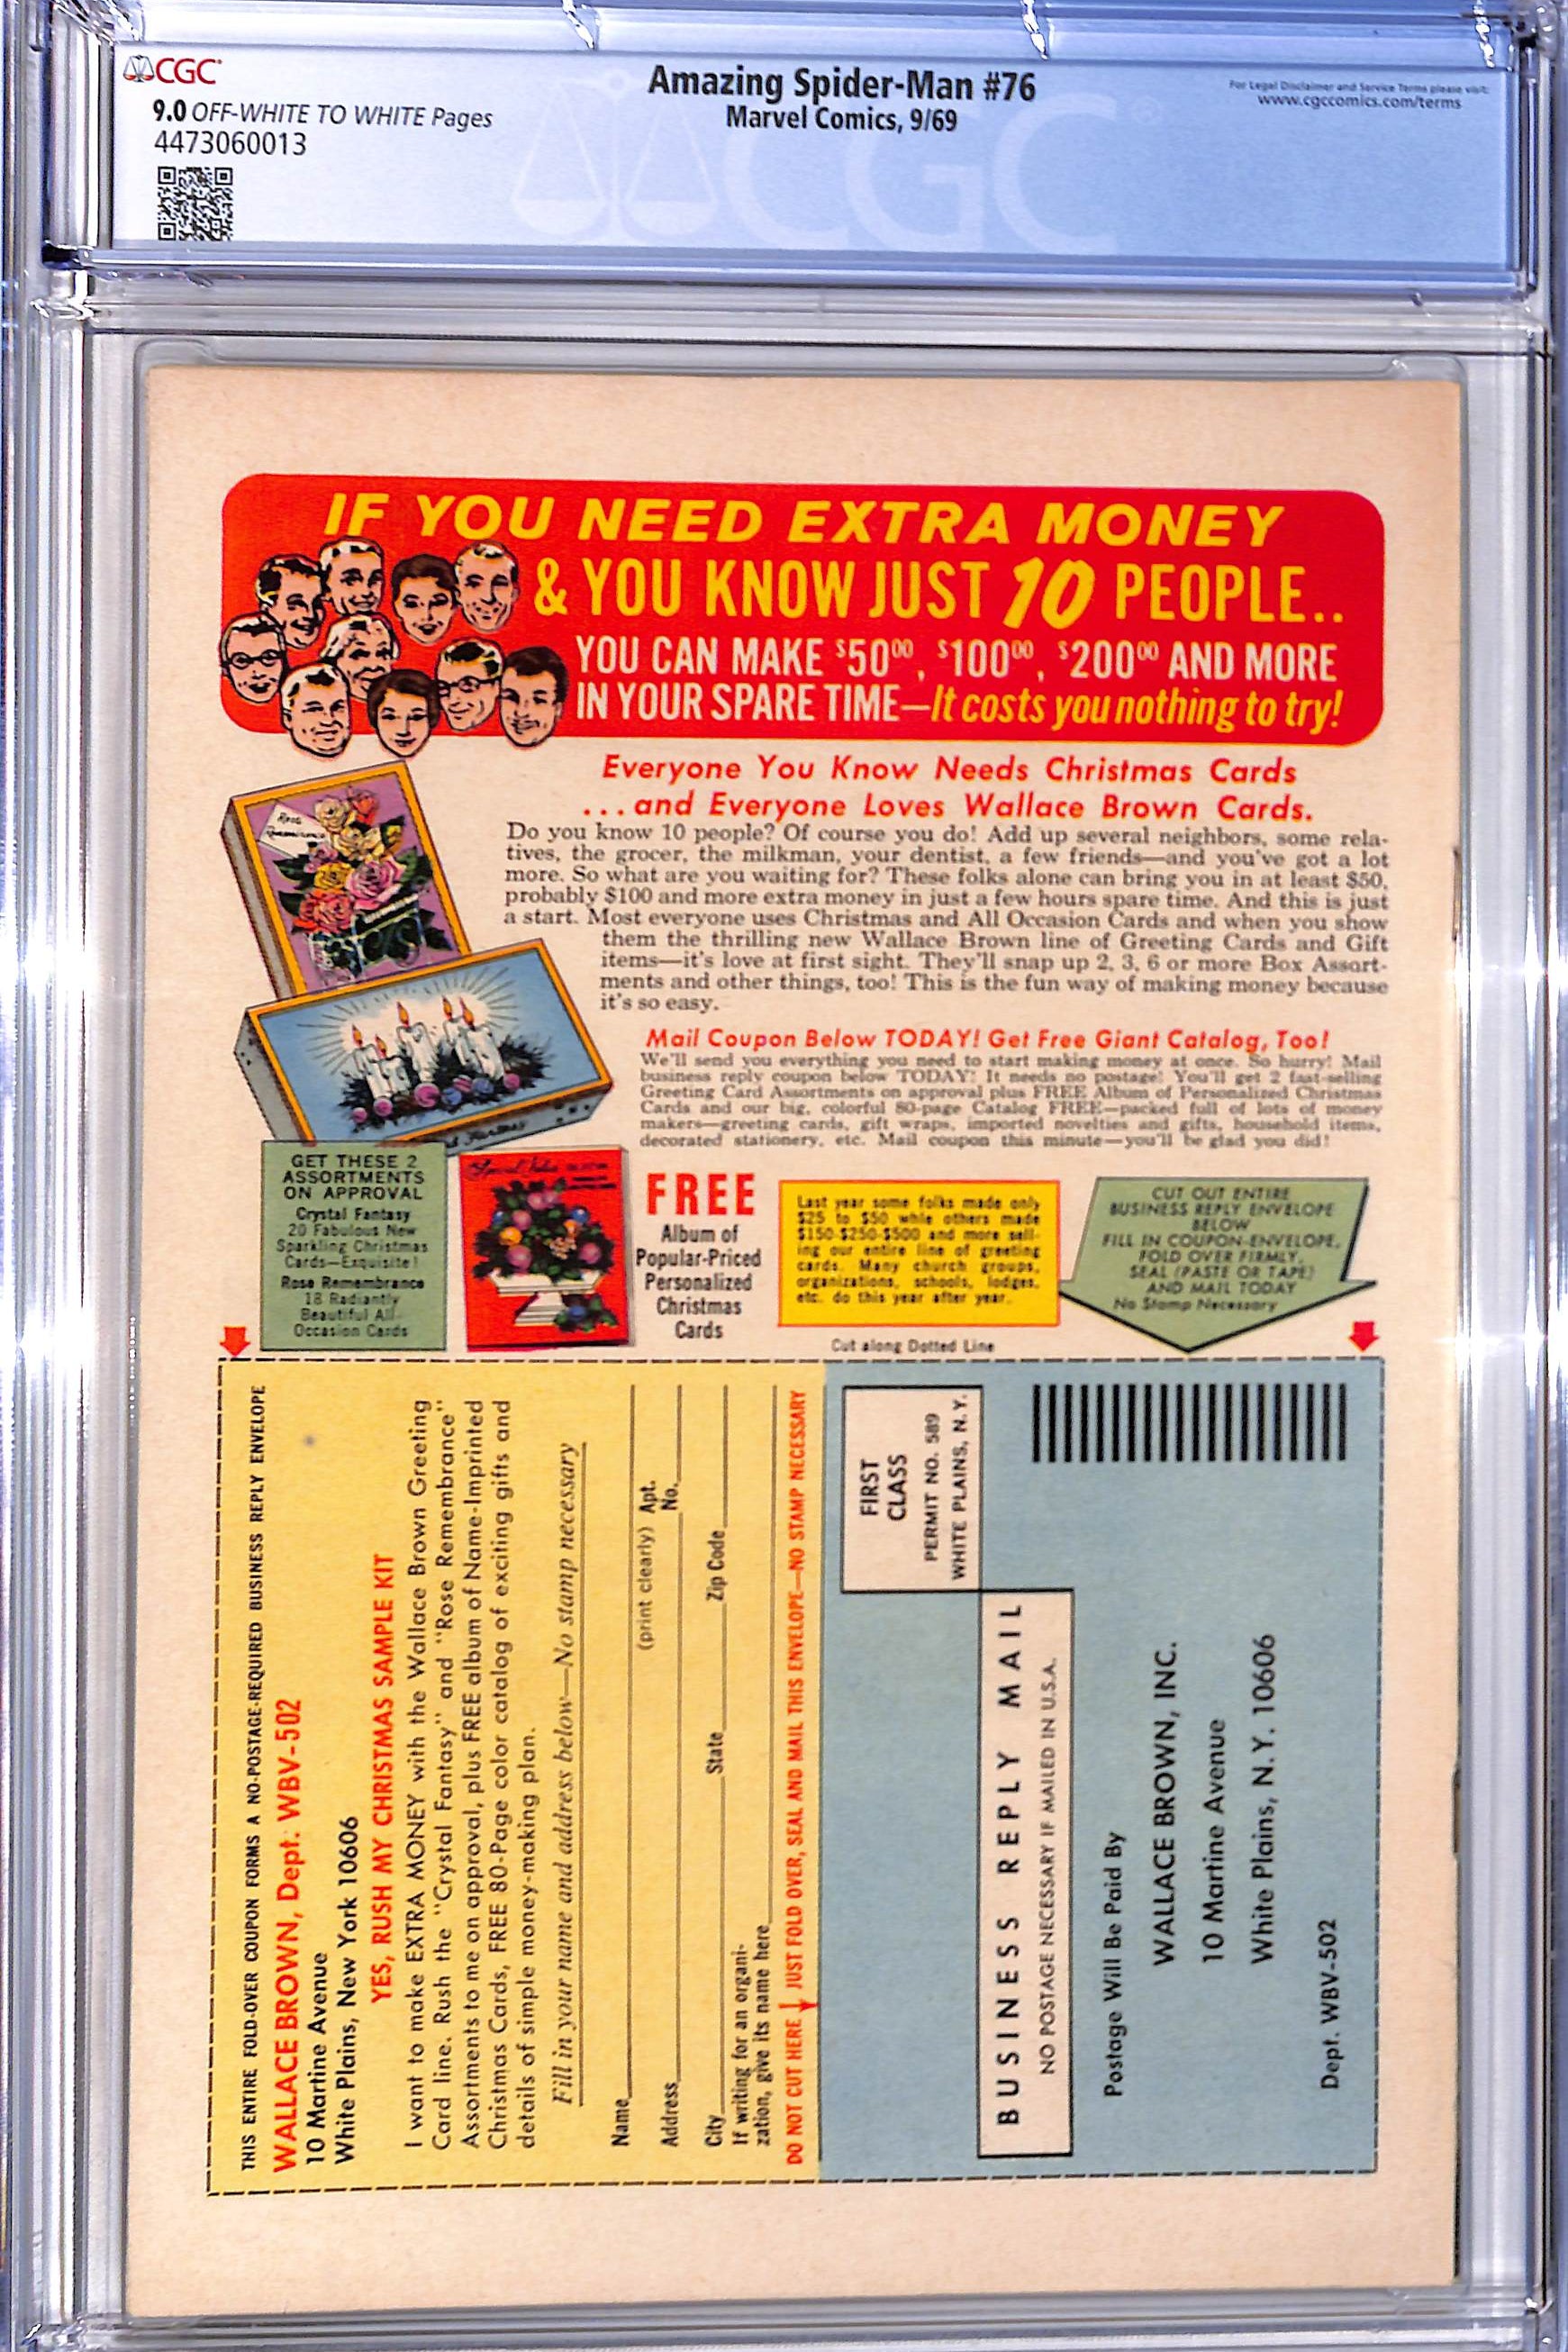 CGC
Amazing Spider-Man #76
For Legal Disclaimer and Service Terms please visit:
www.cgccomics.com/terms
9.0 OFF-WHITE TO WHITE Pages
Marvel Comics, 9/69
4473060013
CGC
IF YOU NEED EXTRA MONEY
& YOU KNOW JUST 10 PEOPLE..
YOU CAN MAKE $50⁰⁰, $100⁰⁰, $200⁰⁰ AND MORE
IN YOUR SPARE TIME—It costs you nothing to try!
Everyone You Know Needs Christmas Cards
...and Everyone Loves Wallace Brown Cards.
Do you know 10 people? Of course you do! Add up several neighbors, some rela-
tives, the grocer, the milkman, your dentist, a few friends—and you've got a lot
more. So what are you waiting for? These folks alone can bring you in at least $50,
probably $100 and more extra money in just a few hours spare time. And this is just
a start. Most everyone uses Christmas and All Occasion Cards and when you show
them the thrilling new Wallace Brown line of Greeting Cards and Gift
items—it's love at first sight. They'll snap up 2, 3, 6 or more Box Assort-
ments and other things, too! This is the fun way of making money because
it's so easy.
Rose
Remembrance
Mail Coupon Below TODAY! Get Free Giant Catalog, Too!
We'll send you everything you need to start making money at once. So hurry! Mail
business reply coupon below TODAY! It needs no postage! You'll get 2 fast-selling
Greeting Card Assortments on approval plus FREE Album of Personalized Christmas
Cards and our big, colorful 80-page Catalog FREE—packed full of lots of money
makers—greeting cards, gift wraps, imported novelties and gifts, household items,
decorated stationery, etc. Mail coupon this minute—you'll be glad you did!
GET THESE 2
ASSORTMENTS
ON APPROVAL
Crystal Fantasy
20 Fabulous New
Sparkling Christmas
Cards—Exquisite!
Rose Remembrance
18 Radiantly
Beautiful All-
Occasion Cards
FREE
Album of
Popular-Priced
Personalized
Christmas
Cards
Last year some folks made only
$25 to $50 while others made
$150-$250-$500 and more sell-
ing our entire line of greeting
cards. Many church groups,
organizations, schools, lodges,
etc. do this year after year.
CUT OUT ENTIRE
BUSINESS REPLY ENVELOPE
BELOW
FILL IN COUPON-ENVELOPE,
FOLD OVER FIRMLY,
SEAL (PASTE OR TAPE)
AND MAIL TODAY
No Stamp Necessary
Cut along Dotted Line
THIS ENTIRE FOLD-OVER COUPON FORMS A NO-POSTAGE-REQUIRED BUSINESS REPLY ENVELOPE
WALLACE BROWN, Dept. WBV-502
10 Martine Avenue
White Plains, New York 10606
YES, RUSH MY CHRISTMAS SAMPLE KIT
I want to make EXTRA MONEY with the Wallace Brown Greeting
Card line. Rush the "Crystal Fantasy" and "Rose Remembrance"
Assortments to me on approval, plus FREE album of Name-Imprinted
Christmas Cards, FREE 80-Page color catalog of exciting gifts and
details of simple money-making plan.
Fill in your name and address below—No stamp necessary
Name
(print clearly)
Address Apt. No.
City State Zip Code
If writing for an organi-
zation, give its name here
DO NOT CUT HERE JUST FOLD OVER, SEAL AND MAIL THIS ENVELOPE—NO STAMP NECESSARY
FIRST
CLASS
PERMIT NO. 589
WHITE PLAINS, N. Y.
BUSINESS REPLY MAIL
NO POSTAGE NECESSARY IF MAILED IN U.S.A.
Postage Will Be Paid By
WALLACE BROWN, INC.
10 Martine Avenue
White Plains, N. Y. 10606
Dept. WBV-502